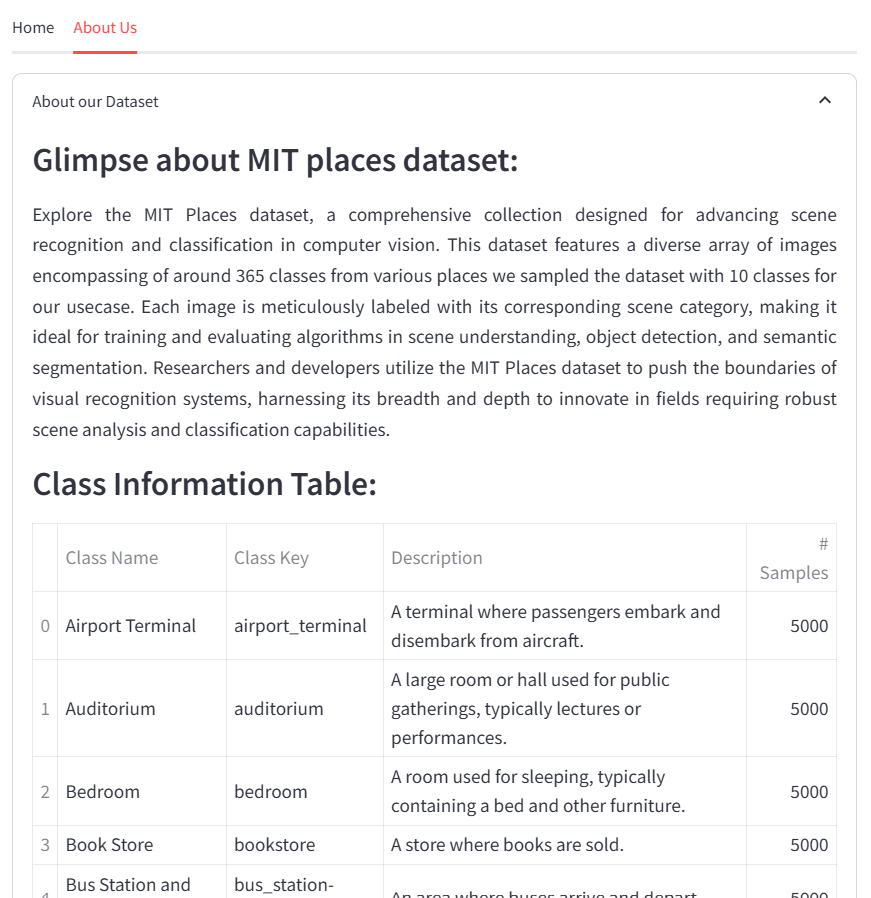 Home About Us
About our Dataset
Glimpse about MIT places dataset:
Explore the MIT Places dataset, a comprehensive collection designed for advancing scene
recognition and classification in computer vision. This dataset features a diverse array of images
encompassing of around 365 classes from various places we sampled the dataset with 10 classes for
our usecase. Each image is meticulously labeled with its corresponding scene category, making it
ideal for training and evaluating algorithms in scene understanding, object detection, and semantic
segmentation. Researchers and developers utilize the MIT Places dataset to push the boundaries of
visual recognition systems, harnessing its breadth and depth to innovate in fields requiring robust
scene analysis and classification capabilities.
Class Information Table:
Class Name Class Key Description # Samples
0 Airport Terminal airport_terminal A terminal where passengers embark and
disembark from aircraft. 5000
1 Auditorium auditorium A large room or hall used for public
gatherings, typically lectures or
performances. 5000
2 Bedroom bedroom A room used for sleeping, typically
containing a bed and other furniture. 5000
3 Book Store bookstore A store where books are sold. 5000
4 Bus Station and bus_station- An area where buses arrive and depart 5000